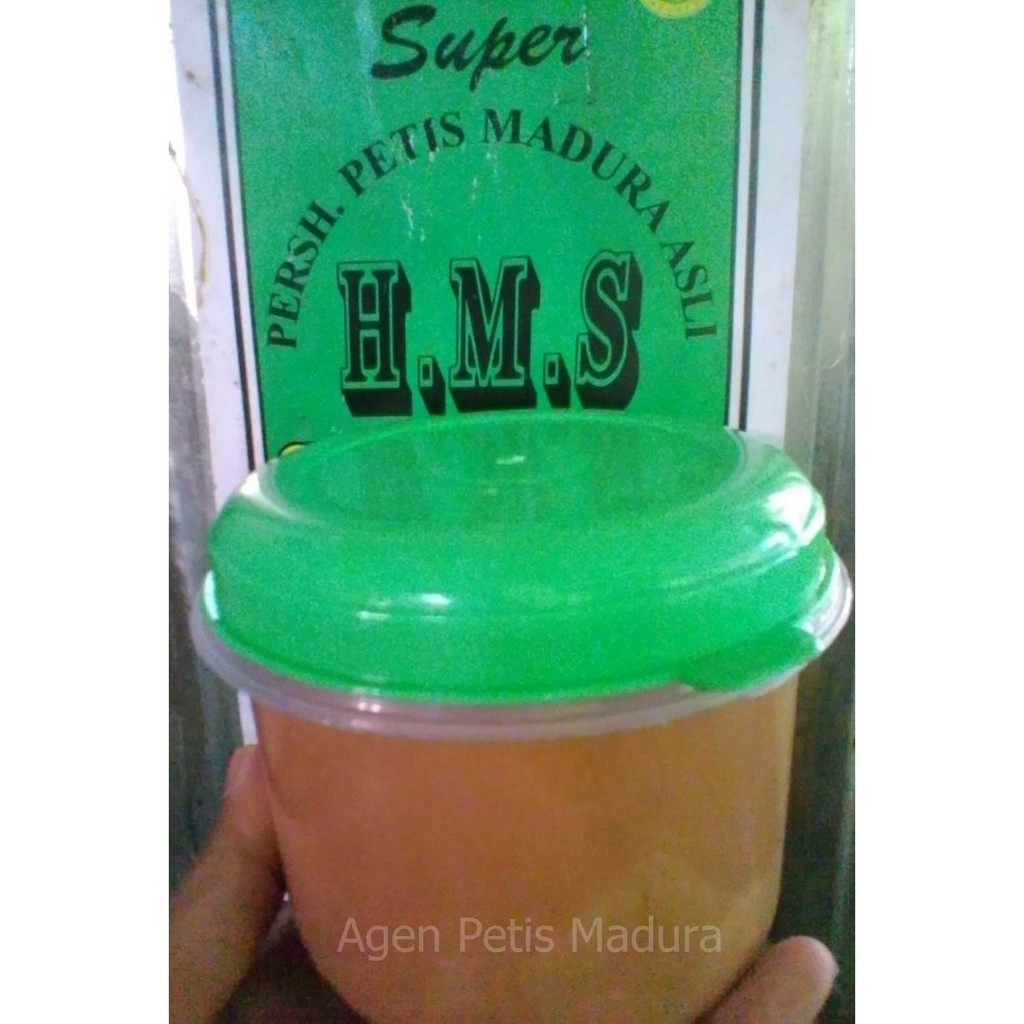 Super
PERSH. PETIS MADURA ASLI
H.M.S
Agen Petis Madura